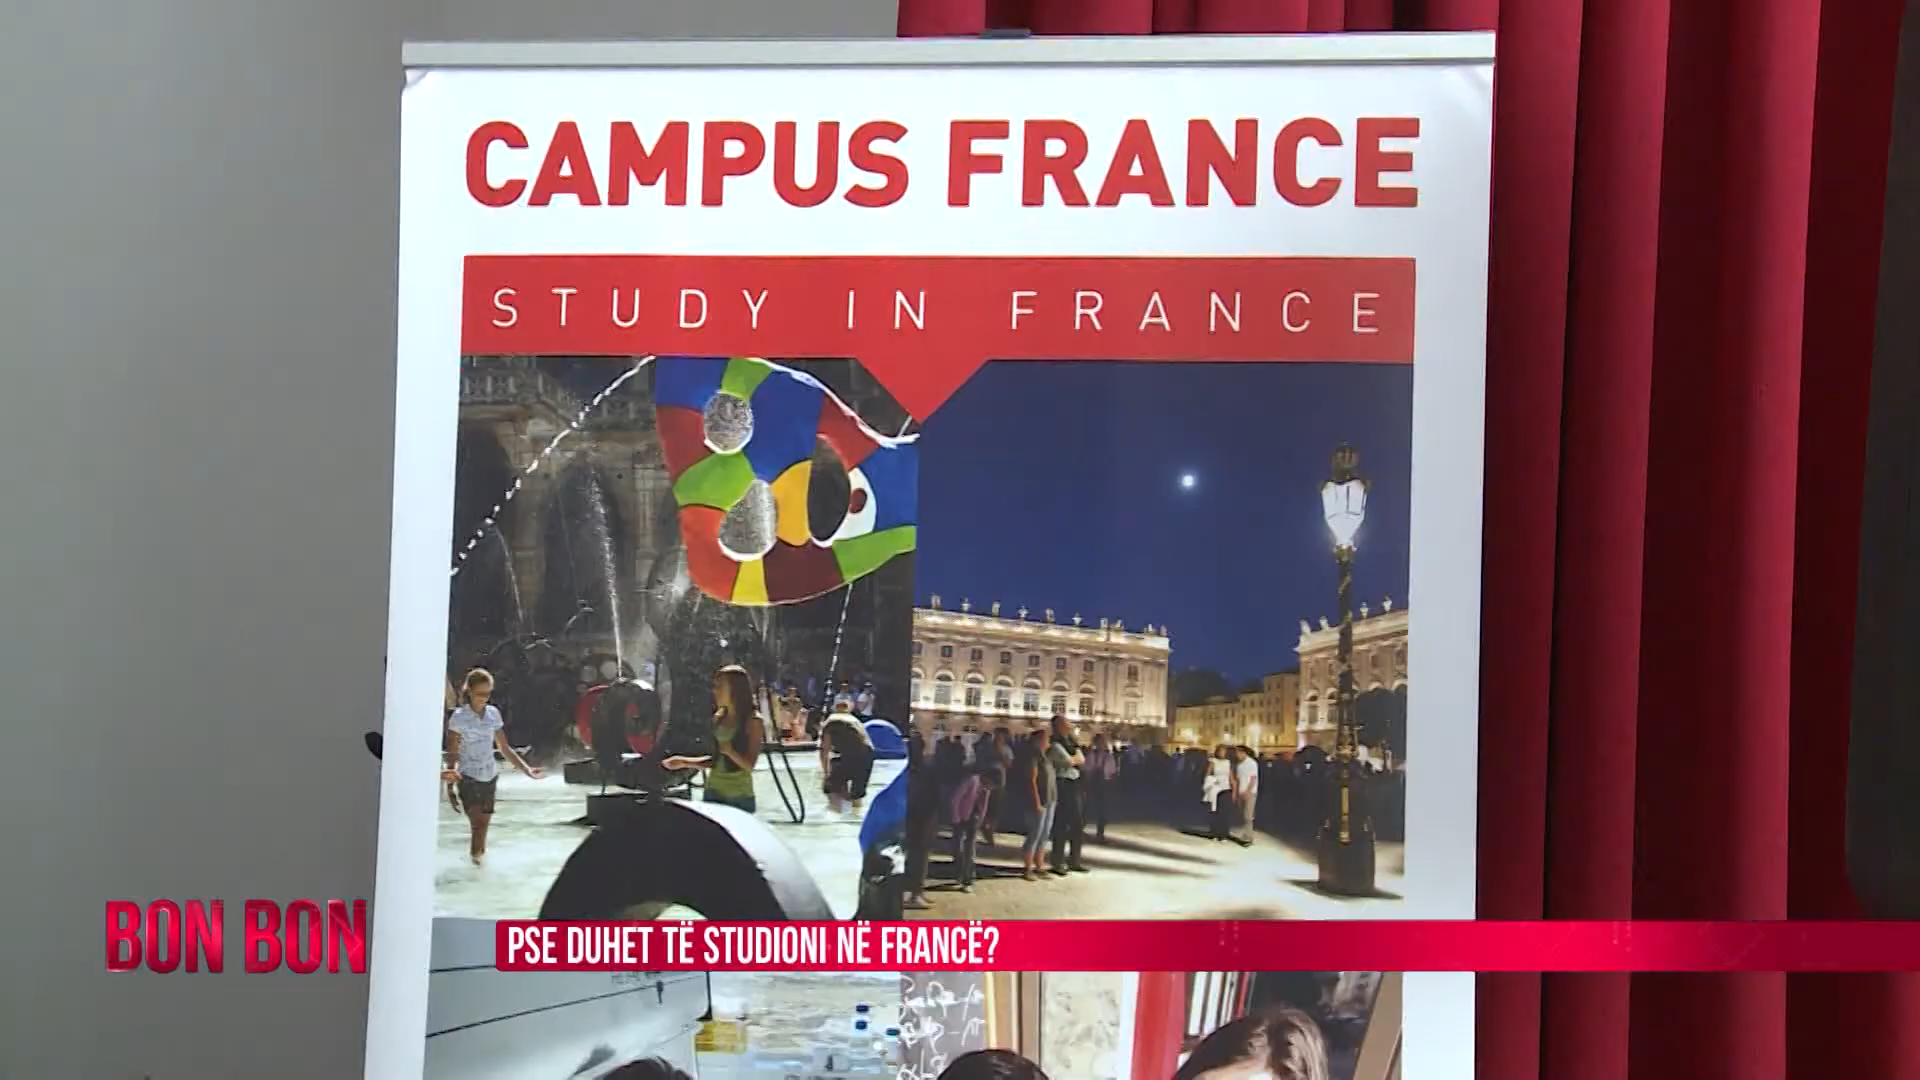 CAMPUS FRANCE
STUDY IN FRANCE
BON BON
PSE DUHET TË STUDIONI NË FRANCË?